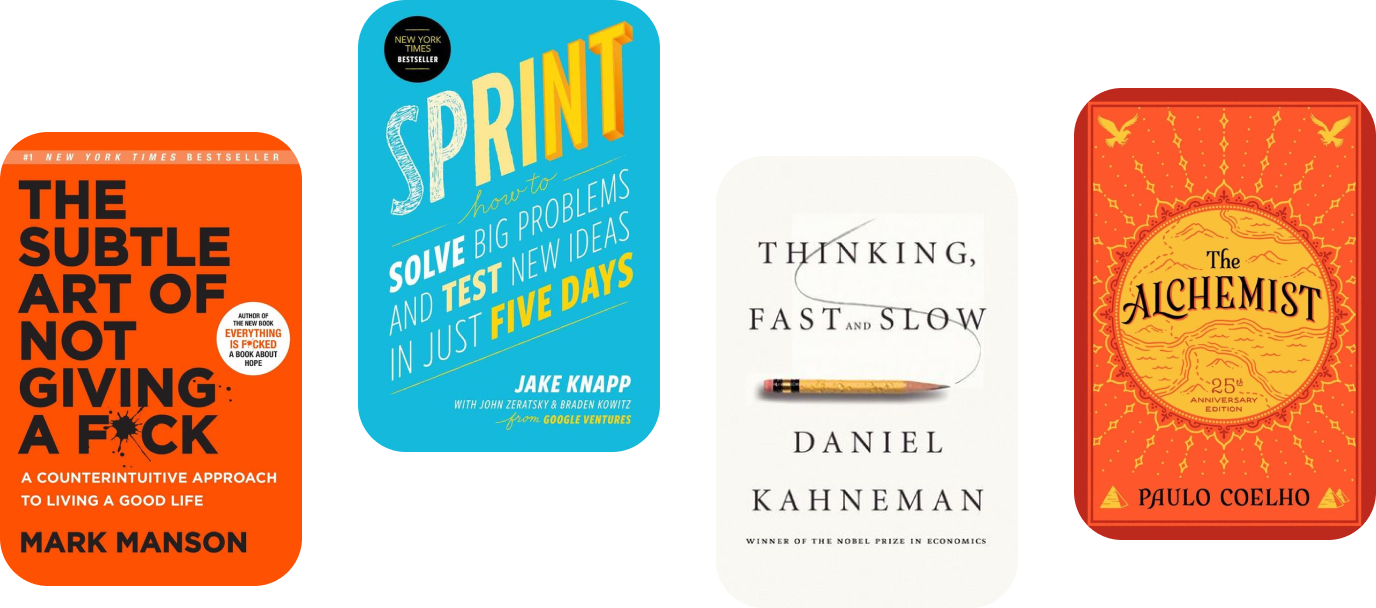 #1 NEW YORK TIMES BESTSELLER
THE
SUBTLE
ART OF
NOT
GIVING
A F*CK
AUTHOR OF
THE NEW BOOK
EVERYTHING
IS F*CKED
A BOOK ABOUT
HOPE
A COUNTERINTUITIVE APPROACH
TO LIVING A GOOD LIFE
MARK MANSON
NEW YORK
TIMES
BESTSELLER
SPRINT
how to
SOLVE BIG PROBLEMS
AND TEST NEW IDEAS
IN JUST FIVE DAYS
JAKE KNAPP
WITH JOHN ZERATSKY & BRADEN KOWITZ
from GOOGLE VENTURES
THINKING,
FAST AND SLOW
DANIEL
KAHNEMAN
WINNER OF THE NOBEL PRIZE IN ECONOMICS
The
ALCHEMIST
25th
ANNIVERSARY
EDITION
PAULO COELHO